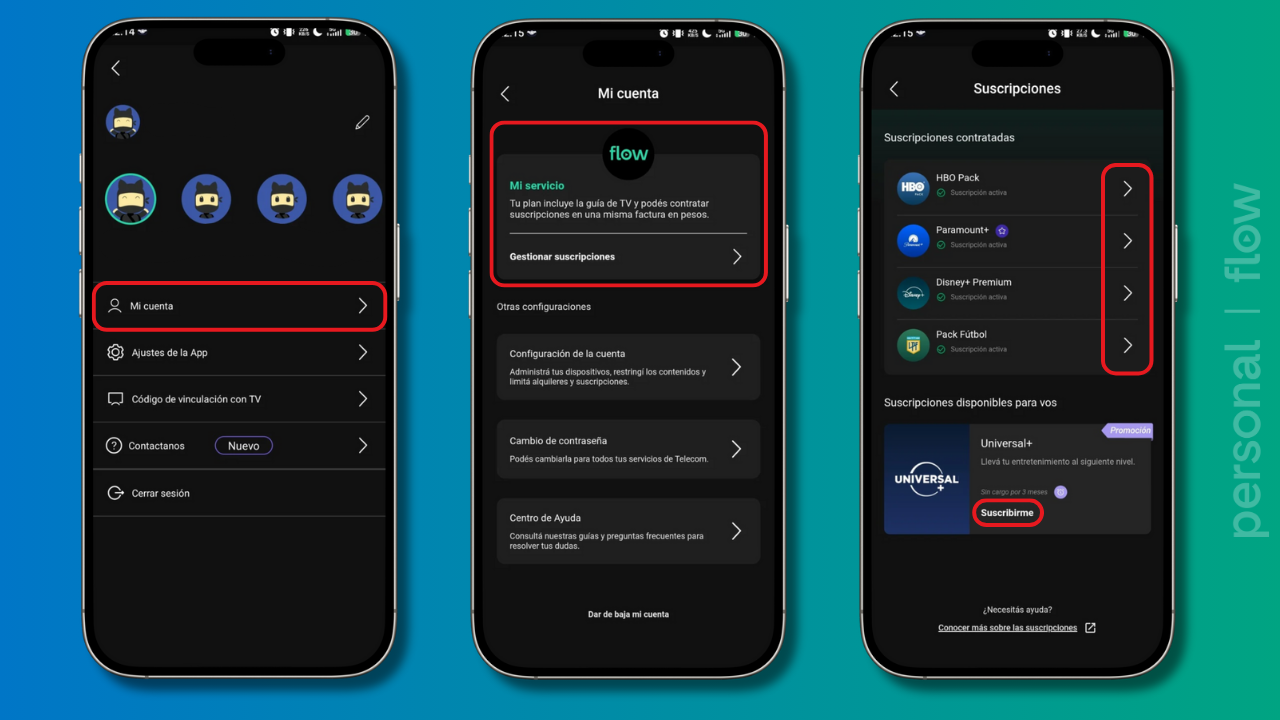 Mi cuenta
Ajustes de la App
Código de vinculación con TV
Contactanos
Nuevo
Cerrar sesión
Mi cuenta
flow
Mi servicio
Tu plan incluye la guía de TV y podés contratar
suscripciones en una misma factura en pesos.
Gestionar suscripciones
Otras configuraciones
Configuración de la cuenta
Administrá tus dispositivos, restringí los contenidos y
limitá alquileres y suscripciones.
Cambio de contraseña
Podés cambiarla para todos tus servicios de Telecom.
Centro de Ayuda
Consultá nuestras guías y preguntas frecuentes para
resolver tus dudas.
Dar de baja mi cuenta
Suscripciones
Suscripciones contratadas
HBO
HBO Pack
Suscripción activa
Paramount+
Suscripción activa
Disney+
Disney+ Premium
Suscripción activa
Pack Fútbol
Suscripción activa
Suscripciones disponibles para vos
Promoción
UNIVERSAL+
Universal+
Llevá tu entretenimiento al siguiente nivel.
Sin cargo por 3 meses
Suscribirme
¿Necesitás ayuda?
Conocer más sobre las suscripciones
personal | flow